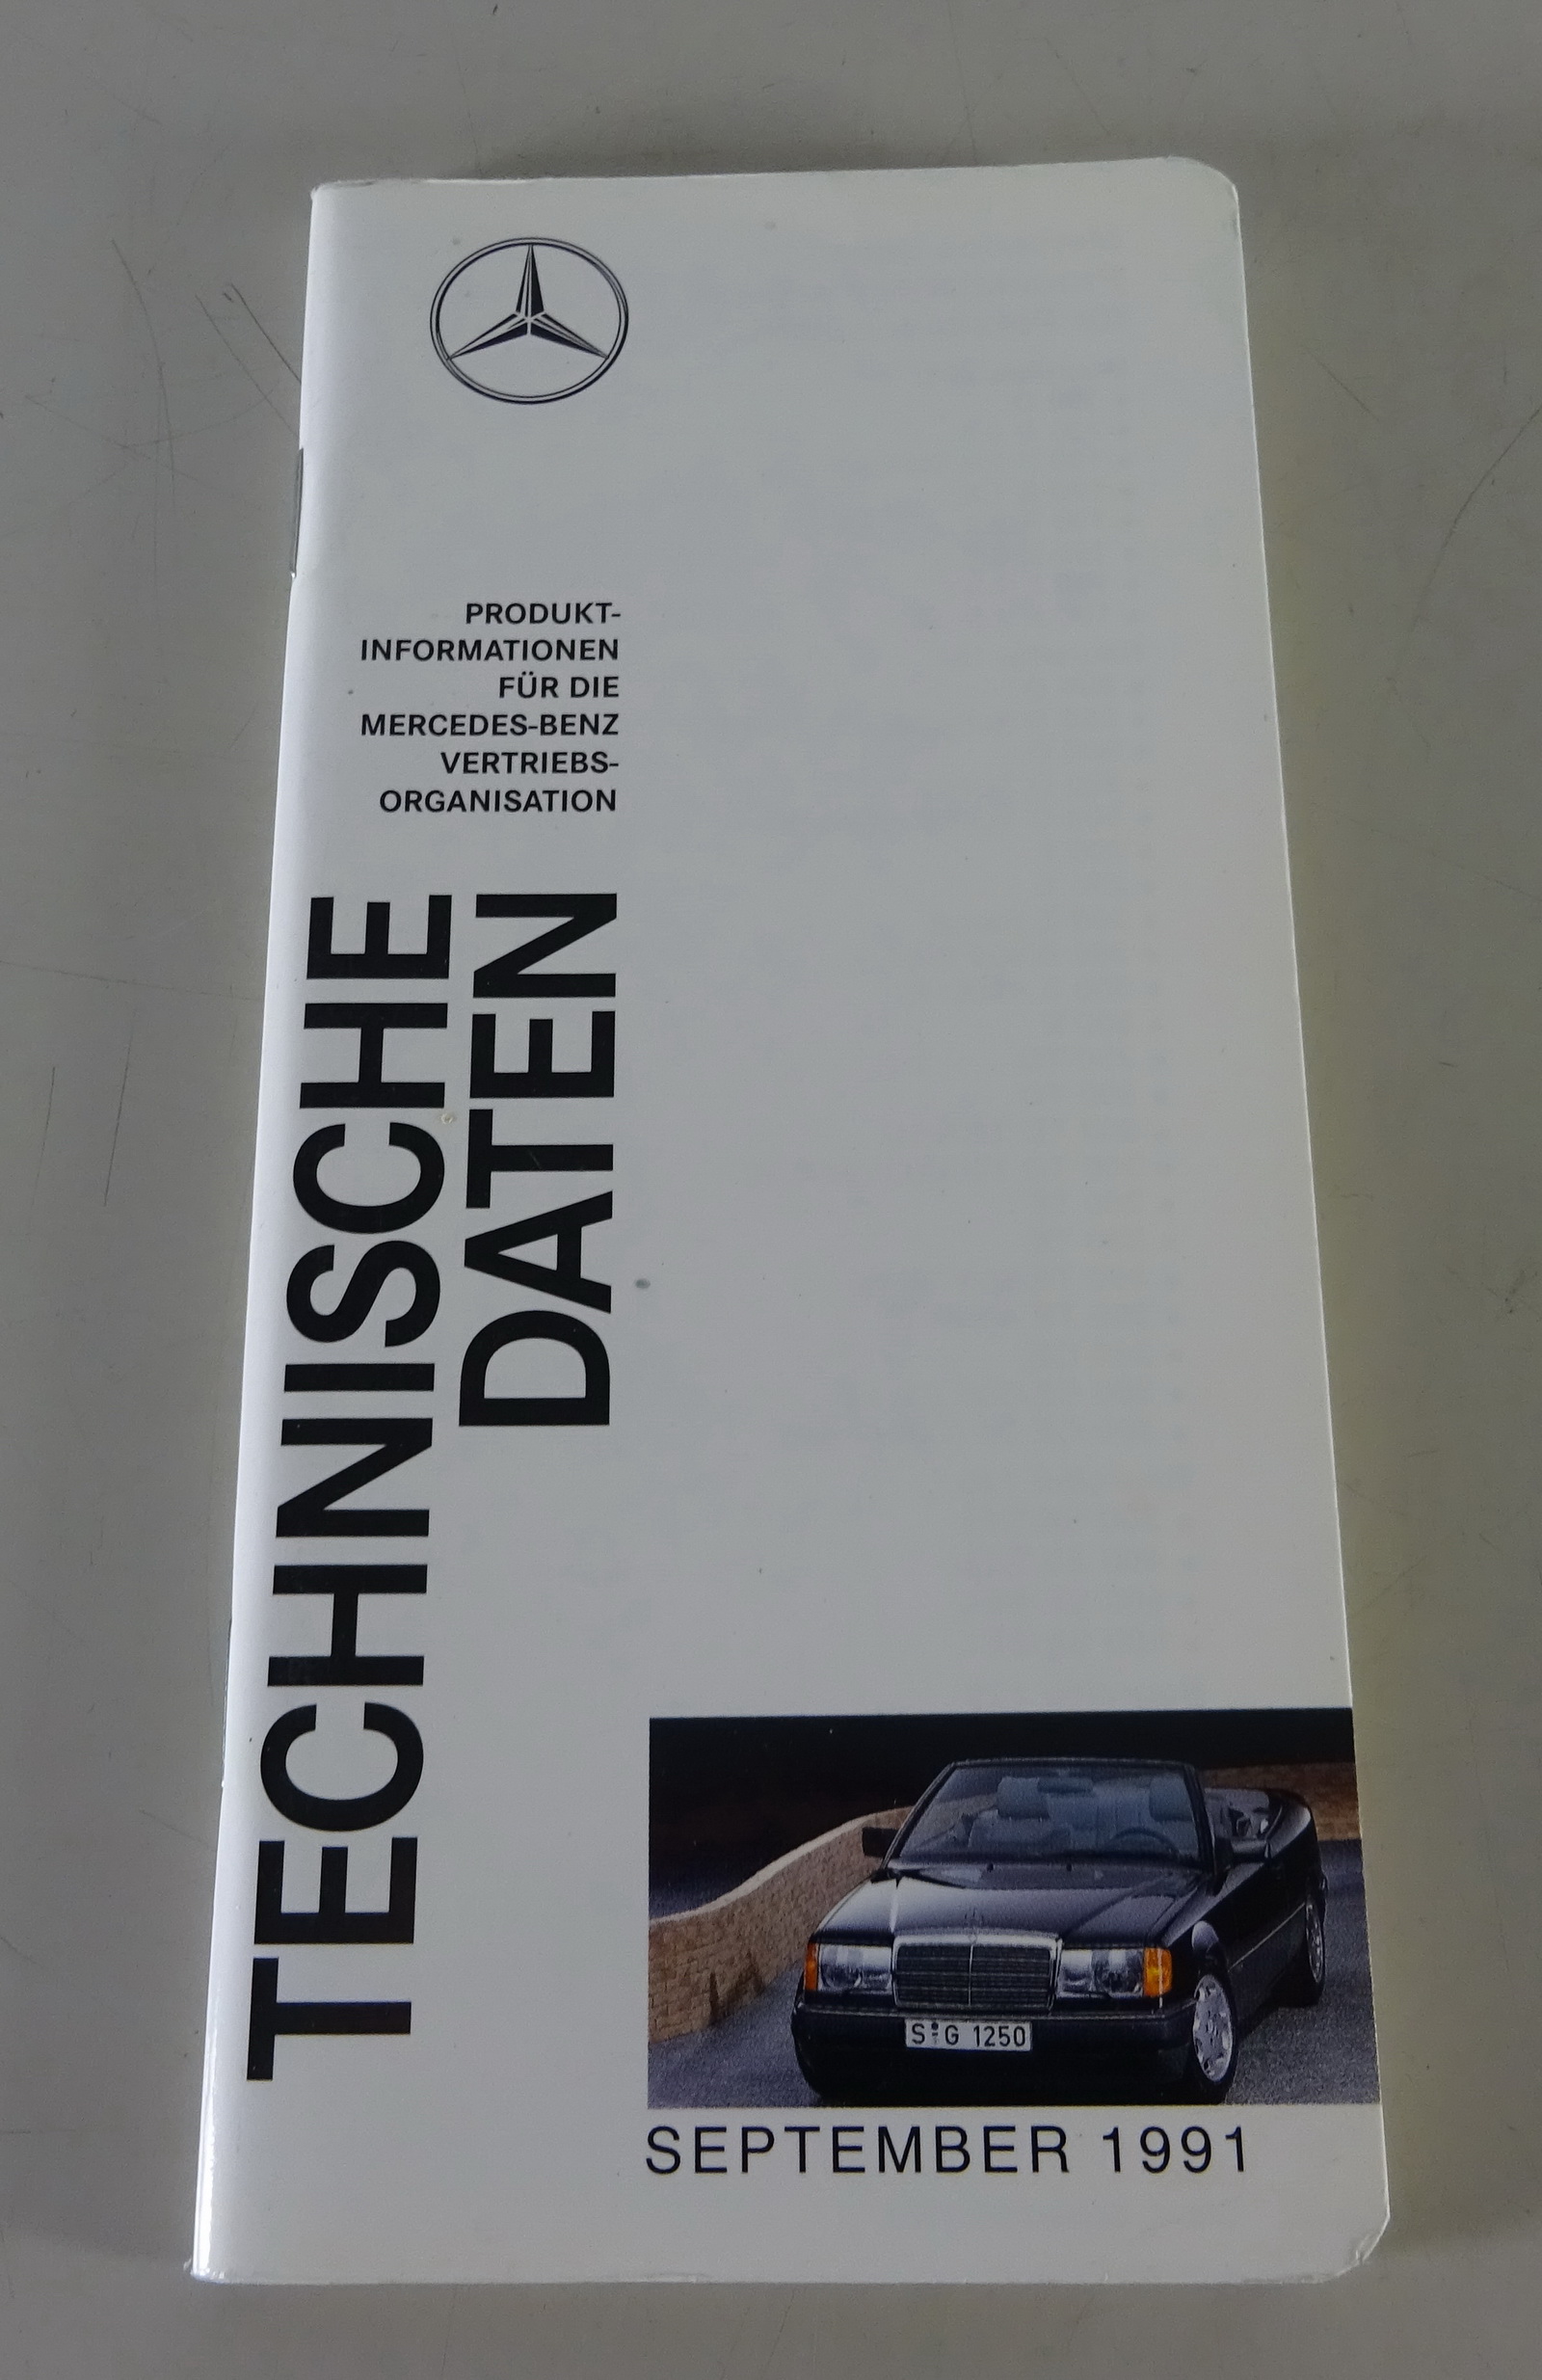 PRODUKT-
INFORMATIONEN
FÜR DIE
MERCEDES-BENZ
VERTRIEBS-
ORGANISATION
TECHNISCHE
DATEN
S G 1250
SEPTEMBER 1991